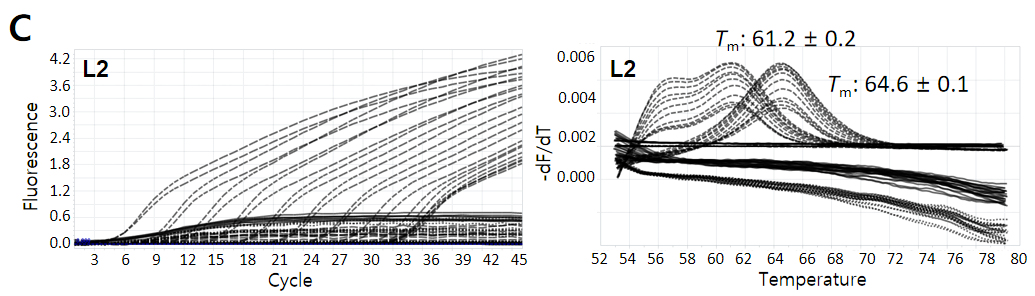 C
L2
Fluorescence
4.2
3.6
3.0
2.4
1.8
1.2
0.6
0.0
3 6 9 12 15 18 21 24 27 30 33 36 39 42 45
Cycle
Tm: 61.2 ± 0.2
L2
Tm: 64.6 ± 0.1
-dF/dT
0.006
0.004
0.002
0.000
52 54 56 58 60 62 64 66 68 70 72 74 76 78 80
Temperature